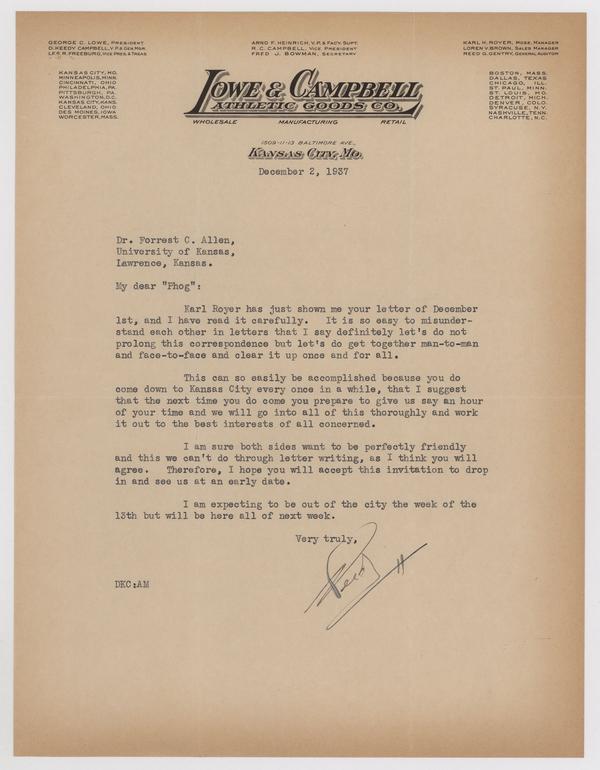 GEORGE C. LOWE, PRESIDENT
D. KEEDY CAMPBELL, V.P. & GEN. MGR.
LF. R. FREEBURG, VICE PRES. & TREAS
ARNO F. HEINRICH, V.P. & FACY. SUPT.
R.C. CAMPBELL, VICE PRESIDENT
FRED J. BOWMAN, SECRETARY
KARL H. ROYER, MDSE. MANAGER
LOREN V. BROWN, SALES MANAGER
REED G. GENTRY, GENERAL AUDITOR
KANSAS CITY, MO.
MINNEAPOLIS, MINN.
CINCINNATI, OHIO
PHILADELPHIA, PA.
PITTSBURGH, PA.
WASHINGTON, D.C.
KANSAS CITY, KANS.
CLEVELAND, OHIO
DES MOINES, IOWA
WORCESTER, MASS.
LOWE & CAMPBELL
ATHLETIC GOODS CO.
WHOLESALE MANUFACTURING RETAIL
BOSTON, MASS.
DALLAS, TEXAS
CHICAGO, ILL.
ST. PAUL, MINN.
ST. LOUIS, MO.
DETROIT, MICH.
DENVER, COLO.
SYRACUSE, N.Y.
NASHVILLE, TENN.
CHARLOTTE, N.C.
1509-11-13 BALTIMORE AVE.,
KANSAS CITY, MO.
December 2, 1937
Dr. Forrest C. Allen,
University of Kansas,
Lawrence, Kansas.
My dear "Phog":
Karl Royer has just shown me your letter of December
1st, and I have read it carefully. It is so easy to misunder-
stand each other in letters that I say definitely let's do not
prolong this correspondence but let's do get together man-to-man
and face-to-face and clear it up once and for all.
This can so easily be accomplished because you do
come down to Kansas City every once in a while, that I suggest
that the next time you do come you prepare to give us say an hour
of your time and we will go into all of this thoroughly and work
it out to the best interests of all concerned.
I am sure both sides want to be perfectly friendly
and this we can't do through letter writing, as I think you will
agree. Therefore, I hope you will accept this invitation to drop
in and see us at an early date.
I am expecting to be out of the city the week of the
13th but will be here all of next week.
Very truly,
DKC:AM